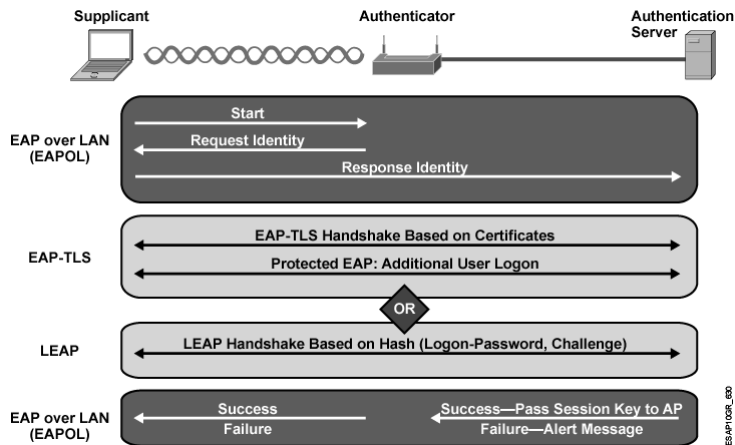 Supplicant
Authenticator
Authentication
Server
EAP over LAN
(EAPOL)
Start
Request Identity
Response Identity
EAP-TLS
EAP-TLS Handshake Based on Certificates
Protected EAP: Additional User Logon
OR
LEAP
LEAP Handshake Based on Hash (Logon-Password, Challenge)
EAP over LAN
(EAPOL)
Success
Failure
Success—Pass Session Key to AP
Failure—Alert Message